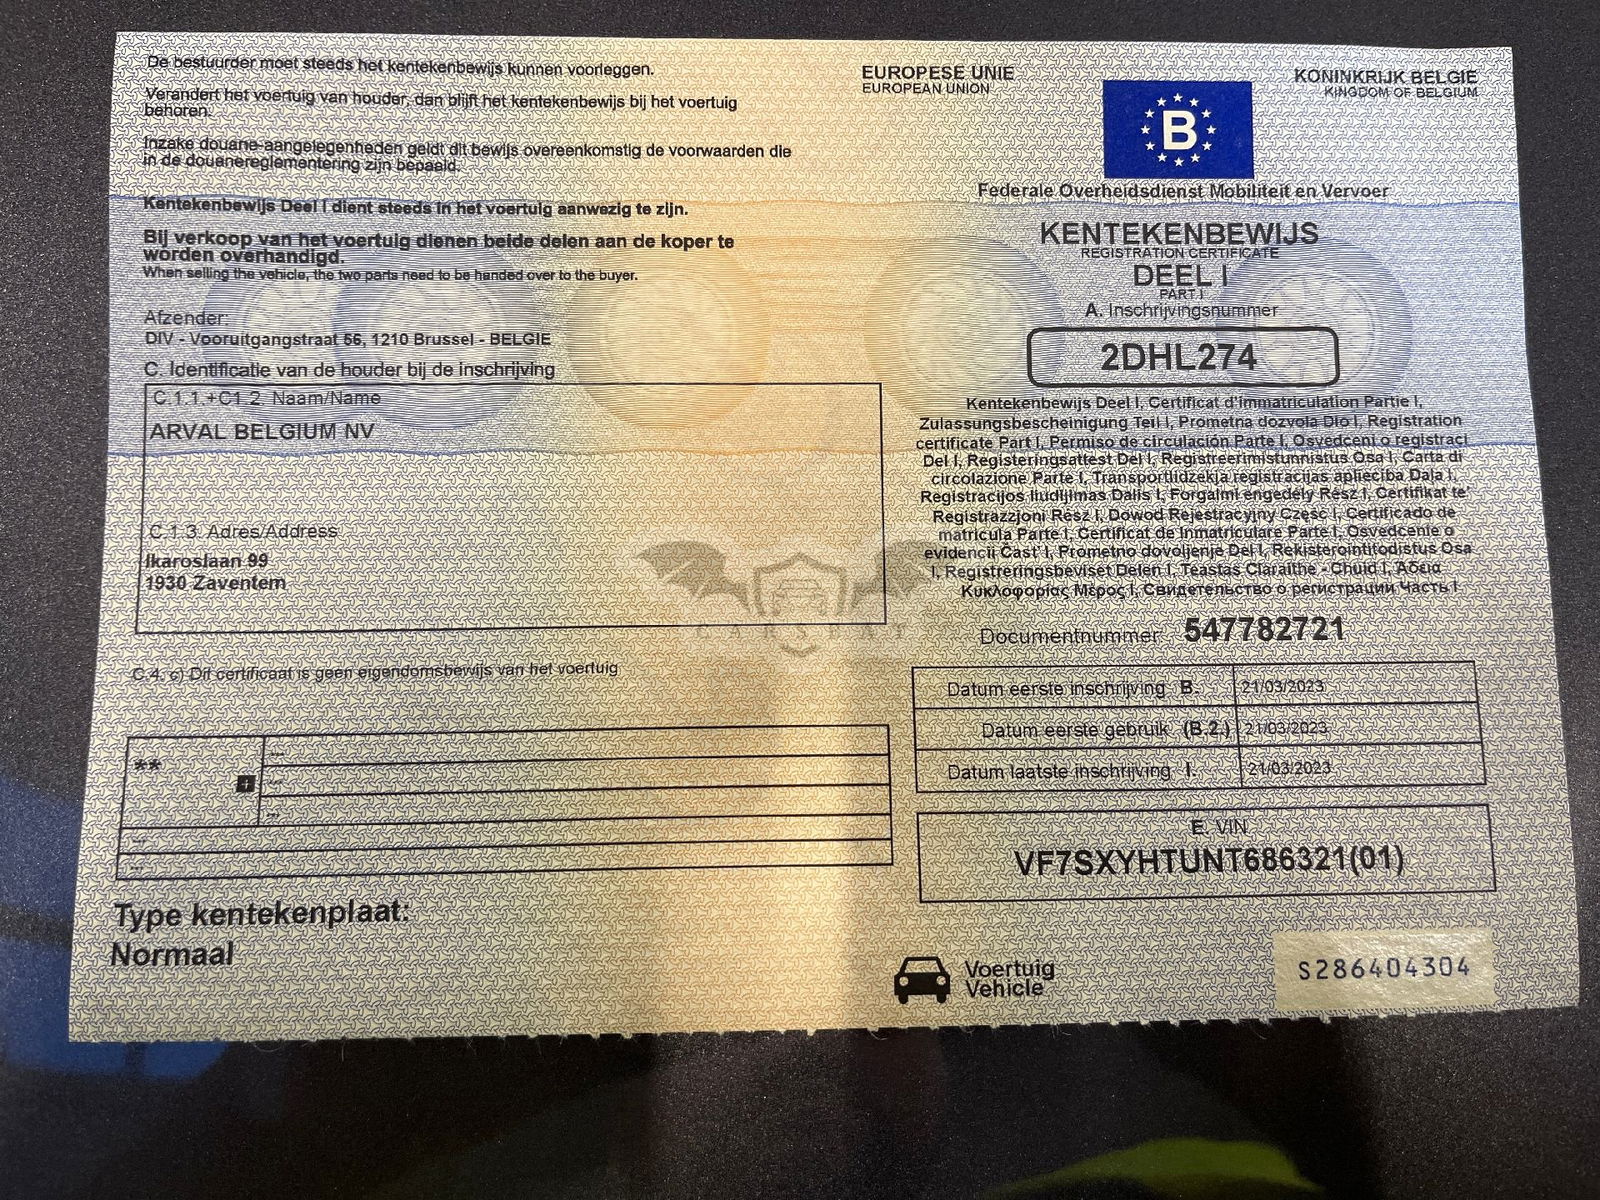 De bestuurder moet steeds het kentekenbewijs kunnen voorleggen.
Verandert het voertuig van houder, dan blijft het kentekenbewijs bij het voertuig
behoren.
Inzake douane-aangelegenheden geldt dit bewijs overeenkomstig de voorwaarden die
in de douanereglementering zijn bepaald.
Kentekenbewijs Deel I dient steeds in het voertuig aanwezig te zijn.
Bij verkoop van het voertuig dienen beide delen aan de koper te
worden overhandigd.
When selling the vehicle, the two parts need to be handed over to the buyer.
Afzender:
DIV - Vooruitgangstraat 56, 1210 Brussel - BELGIE
C. Identificatie van de houder bij de inschrijving
C.1.1.+C1.2. Naam/Name
ARVAL BELGIUM NV
C.1.3. Adres/Address
Ikaroslaan 99
1930 Zaventem
C.4. c) Dit certificaat is geen eigendomsbewijs van het voertuig
**
---
---
---
---
---
Type kentekenplaat:
Normaal
EUROPESE UNIE
EUROPEAN UNION
B
KONINKRIJK BELGIE
KINGDOM OF BELGIUM
Federale Overheidsdienst Mobiliteit en Vervoer
KENTEKENBEWIJS
REGISTRATION CERTIFICATE
DEEL I
PART I
A. Inschrijvingsnummer
2DHL274
Kentekenbewijs Deel I, Certificat d'immatriculation Partie I,
Zulassungsbescheinigung Teil I, Prometna dozvola Dio I, Registration
certificate Part I, Permiso de circulación Parte I, Osvedceni o registraci
Del I, Registeringsattest Del I, Registreerimistunnistus Osa I, Carta di
circolazione Parte I, Transportlidzekja registracijas aplieciba Daļa I,
Registracijos liudijimas Dalis I, Forgalmi engedély Rész I, Certifikat te'
Registrazzjoni Rész I, Dowod Rejestracyjny Część I, Certificado de
matricula Parte I, Certificat de Inmatriculare Parte I, Osvedcenie o
evidencii Cast' I, Prometno dovoljenje Del I, Rekisterointitodistus Osa
I, Registreringsbeviset Delen I, Teastas Claraithe - Chuid I, Άδεια
Κυκλοφορίας Μέρος I, Свидетельство о регистрации Часть I
Documentnummer 547782721
Datum eerste inschrijving B. 21/03/2023
Datum eerste gebruik (B.2.) 21/03/2023
Datum laatste inschrijving I. 21/03/2023
E. VIN
VF7SXYHTUNT686321(01)
Voertuig
Vehicle
S286404304
CARSBAT